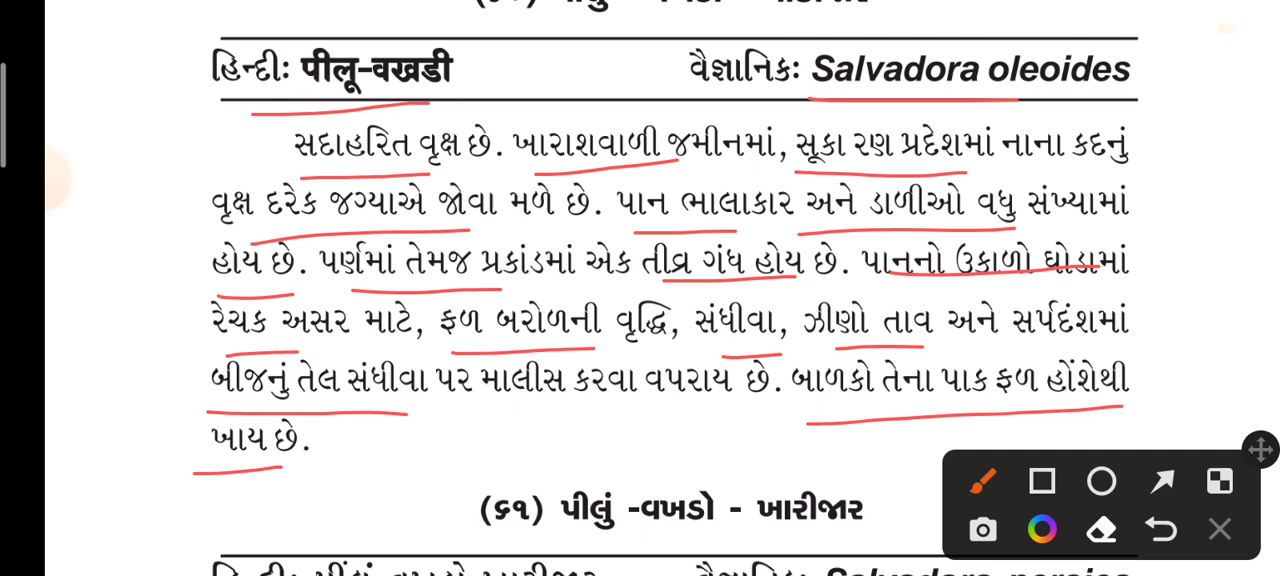 હિન્દીઃ પીલૂ-વખડી વૈજ્ઞાનિકઃ Salvadora oleoides
સદાહરિત વૃક્ષ છે. ખારાશવાળી જમીનમાં, સૂકા રણ પ્રદેશમાં નાના કદનું
વૃક્ષ દરેક જગ્યાએ જોવા મળે છે. પાન ભાલાકાર અને ડાળીઓ વધુ સંખ્યામાં
હોય છે. પર્ણમાં તેમજ પ્રકાંડમાં એક તીવ્ર ગંધ હોય છે. પાનનો ઉકાળો ઘોડામાં
રેચક અસર માટે, ફળ બરોળની વૃદ્ધિ, સંધીવા, ઝીણો તાવ અને સર્પદંશમાં
બીજનું તેલ સંધીવા પર માલીસ કરવા વપરાય છે. બાળકો તેના પાક ફળ હોંશેથી
ખાય છે.
(૬૧) પીલું -વખડો - ખારીજાર